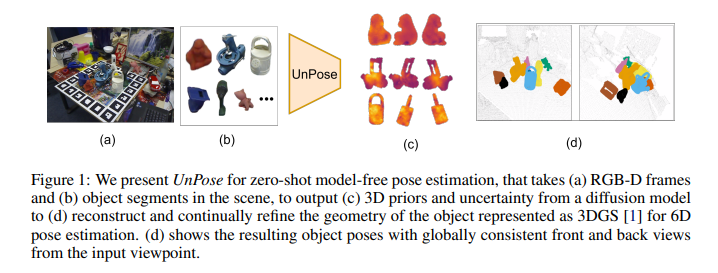 UnPose
(a)
(b)
(c)
(d)
Figure 1: We present UnPose for zero-shot model-free pose estimation, that takes (a) RGB-D frames
and (b) object segments in the scene, to output (c) 3D priors and uncertainty from a diffusion model
to (d) reconstruct and continually refine the geometry of the object represented as 3DGS [1] for 6D
pose estimation. (d) shows the resulting object poses with globally consistent front and back views
from the input viewpoint.